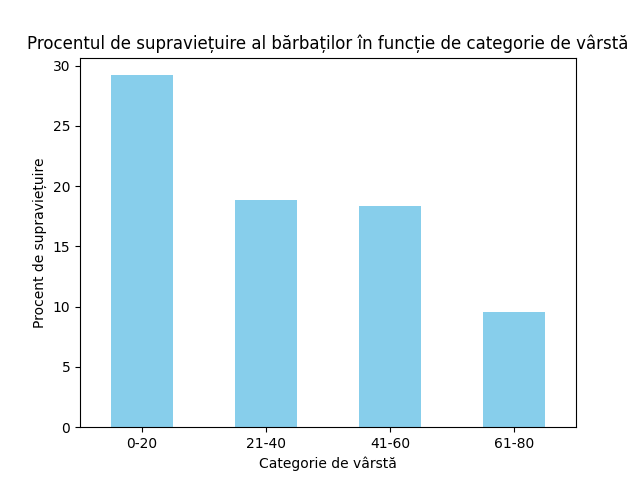 Procentul de supraviețuire al bărbaților în funcție de categorie de vârstă
Procent de supraviețuire
30
25
20
15
10
5
0
0-20 21-40 41-60 61-80
Categorie de vârstă